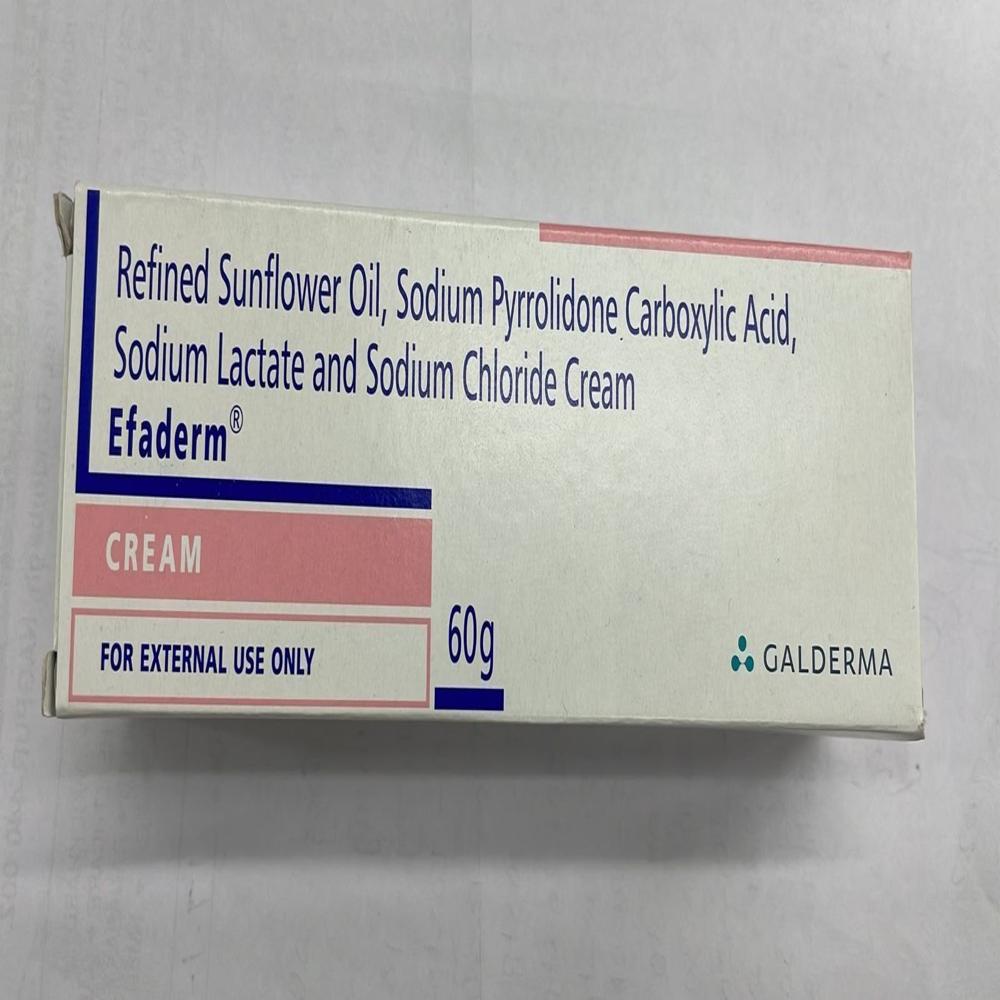 Refined Sunflower Oil, Sodium Pyrrolidone Carboxylic Acid,
Sodium Lactate and Sodium Chloride Cream
Efaderm®
CREAM
FOR EXTERNAL USE ONLY
60g
GALDERMA